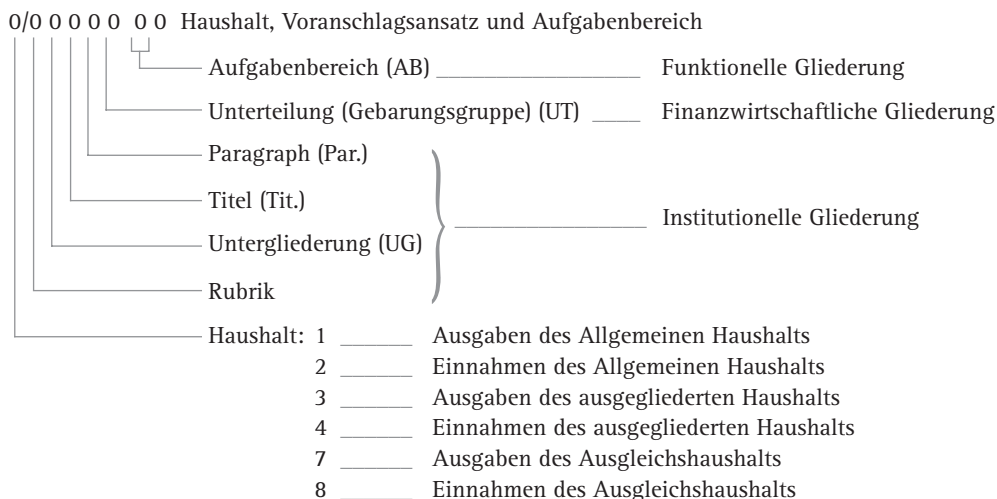 0/0 0 0 0 0 0 0 Haushalt, Voranschlagsansatz und Aufgabenbereich
Aufgabenbereich (AB) Funktionelle Gliederung
Unterteilung (Gebarungsgruppe) (UT) Finanzwirtschaftliche Gliederung
Paragraph (Par.)
Titel (Tit.)
Institutionelle Gliederung
Untergliederung (UG)
Rubrik
Haushalt: 1 Ausgaben des Allgemeinen Haushalts
2 Einnahmen des Allgemeinen Haushalts
3 Ausgaben des ausgegliederten Haushalts
4 Einnahmen des ausgegliederten Haushalts
7 Ausgaben des Ausgleichshaushalts
8 Einnahmen des Ausgleichshaushalts